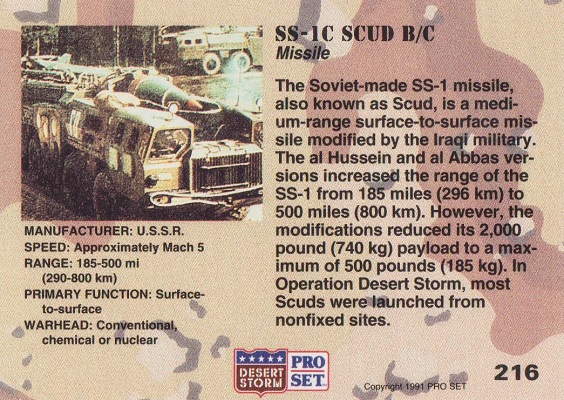 SS-1C SCUD B/C
Missile
The Soviet-made SS-1 missile,
also known as Scud, is a medi-
um-range surface-to-surface mis-
sile modified by the Iraqi military.
The al Hussein and al Abbas ver-
sions increased the range of the
SS-1 from 185 miles (296 km) to
500 miles (800 km). However, the
modifications reduced its 2,000
pound (740 kg) payload to a max-
imum of 500 pounds (185 kg). In
Operation Desert Storm, most
Scuds were launched from
nonfixed sites.
MANUFACTURER: U.S.S.R.
SPEED: Approximately Mach 5
RANGE: 185-500 mi
(290-800 km)
PRIMARY FUNCTION: Surface-
to-surface
WARHEAD: Conventional,
chemical or nuclear
DESERT
STORM
PRO
SET
Copyright 1991 PRO SET
216